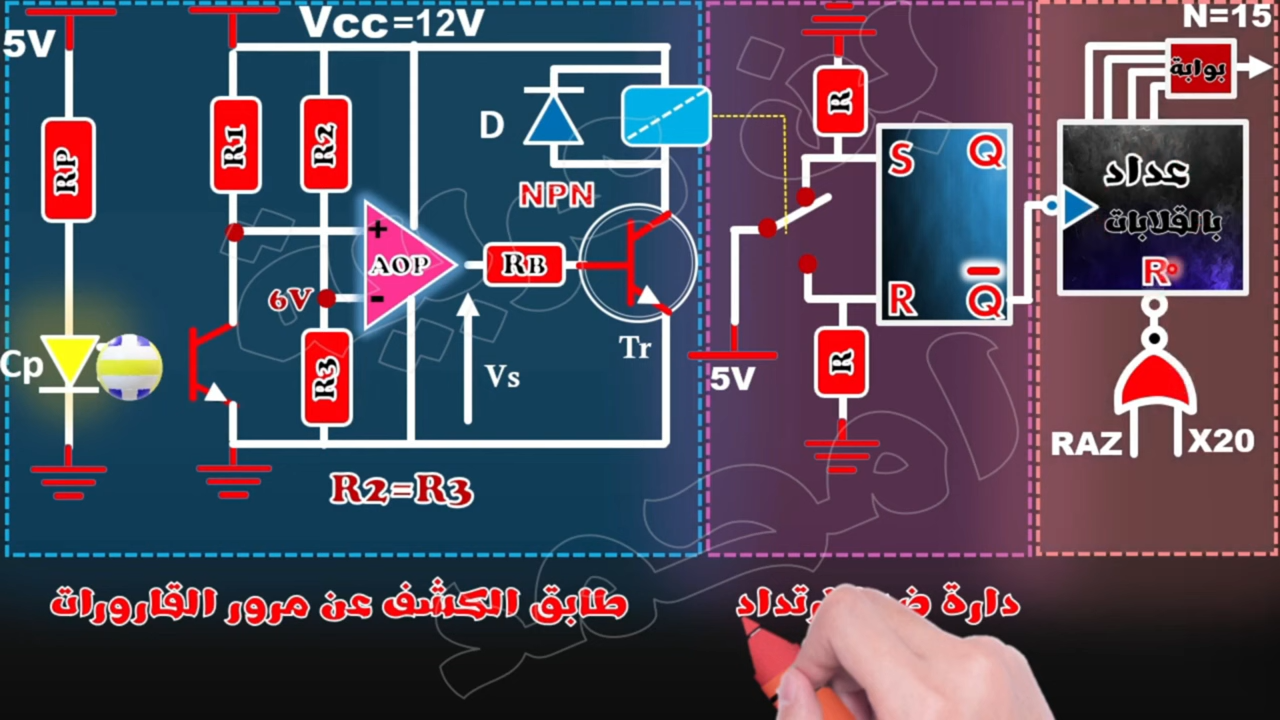 5V
Vcc=12V
N=15
RP
R1
R2
D
NPN
R
بوابة
S
Q
عداد
بالقلابات
R
+
AOP
-
RB
6V
Cp
R3
Vs
Tr
5V
R
Q
R
RAZ
X20
R2=R3
طابق الكشف عن مرور القارورات
دارة